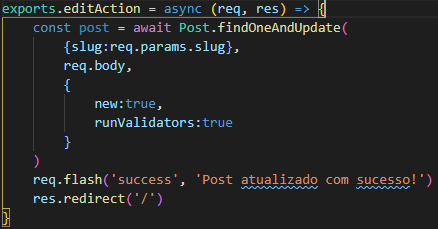 exports.editAction = async (req, res) => {
    const post = await Post.findOneAndUpdate(
        {slug:req.params.slug},
        req.body,
        {
            new:true,
            runValidators:true
        }
    )
    req.flash('success', 'Post atualizado com sucesso!')
    res.redirect('/')
}